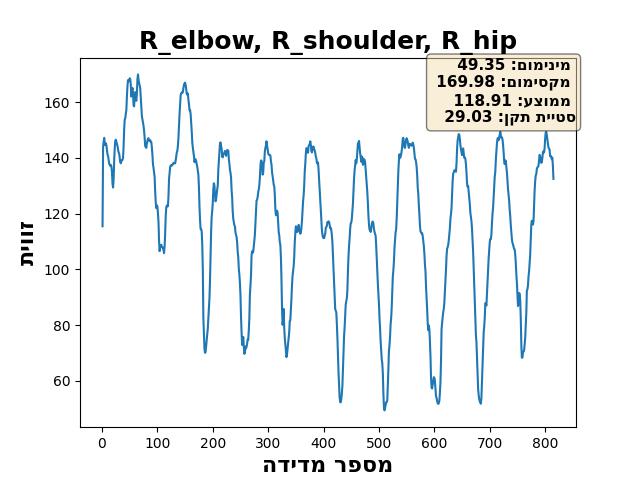 R_elbow, R_shoulder, R_hip
מינימום: 49.35
מקסימום: 169.98
ממוצע: 118.91
סטיית תקן: 29.03
160
140
120
100
80
60
זווית
0 100 200 300 400 500 600 700 800
מספר מדידה